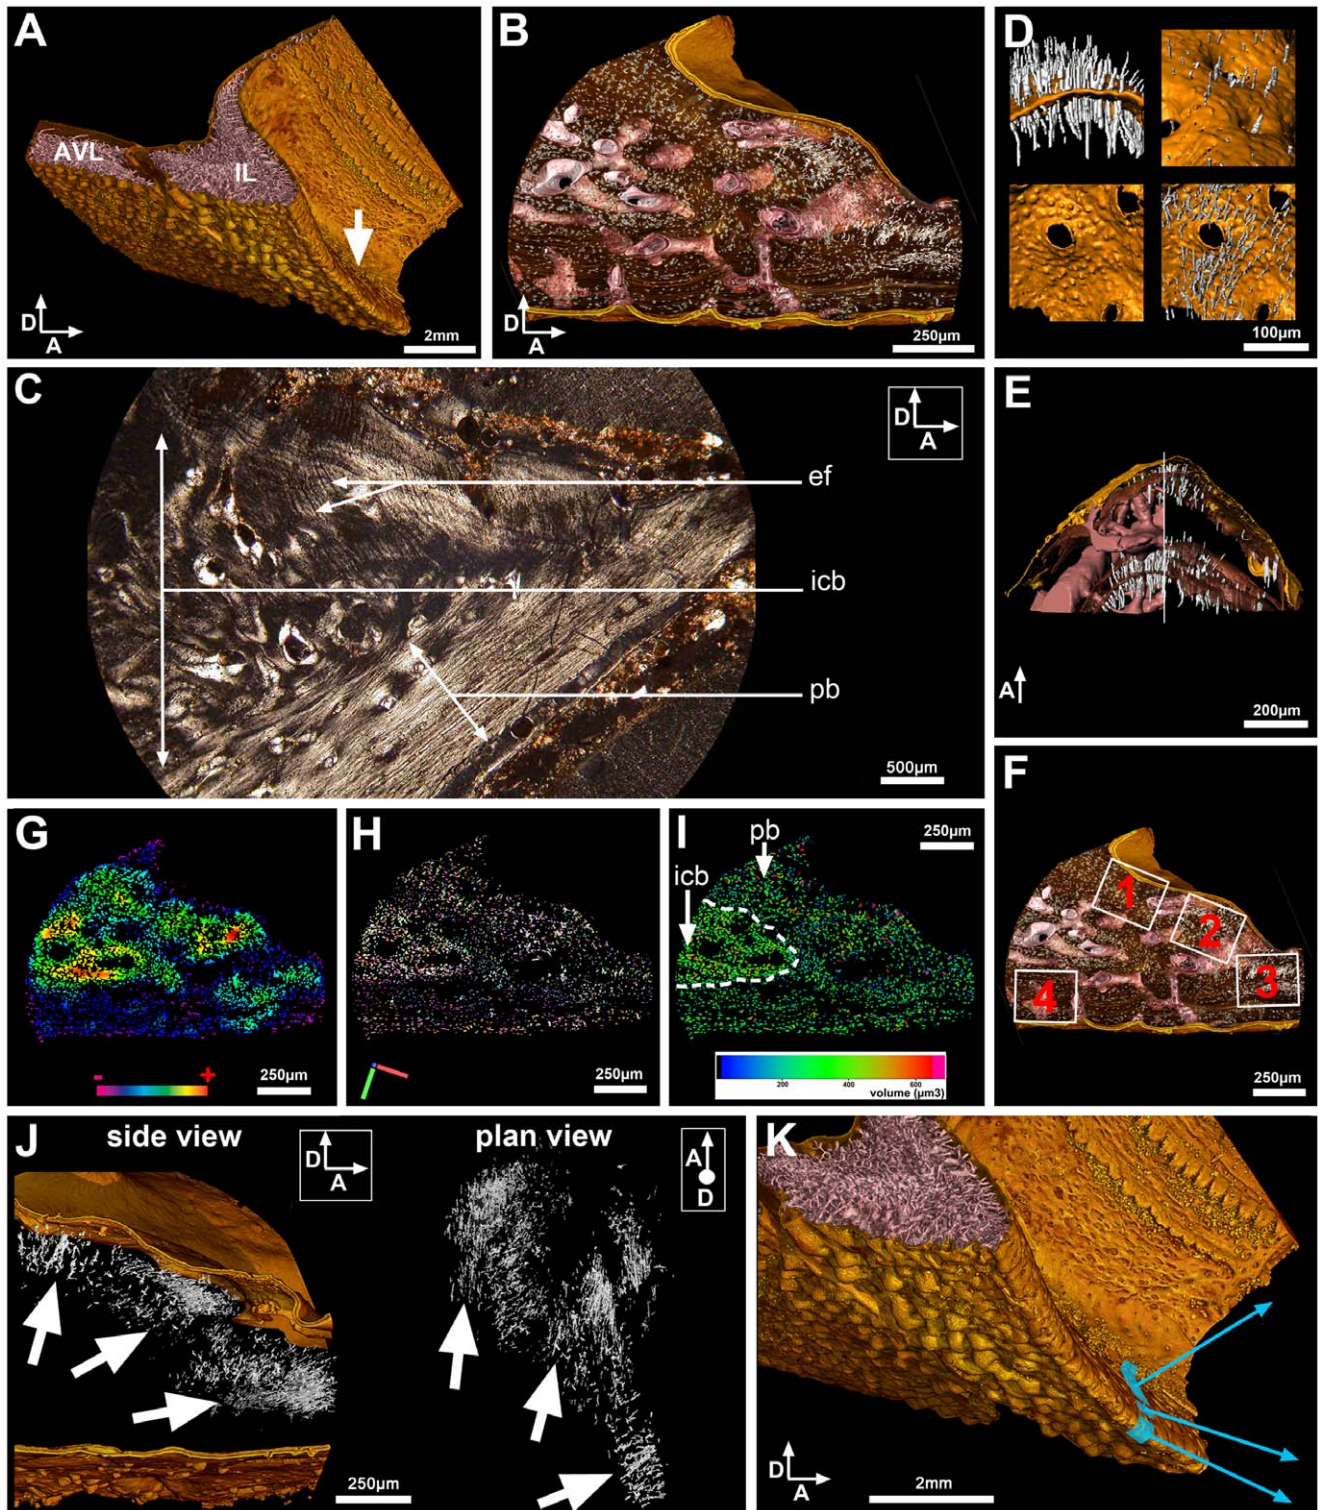 A
AVL
IL
D
A
2mm
B
D
A
250µm
D
100µm
C
D
A
ef
icb
pb
500µm
E
A
200µm
F
1
2
3
4
250µm
G
-
+
250µm
H
250µm
I
250µm
pb
icb
200
400
600
volume (µm3)
J
side view
D
A
plan view
A
D
250µm
K
D
A
2mm